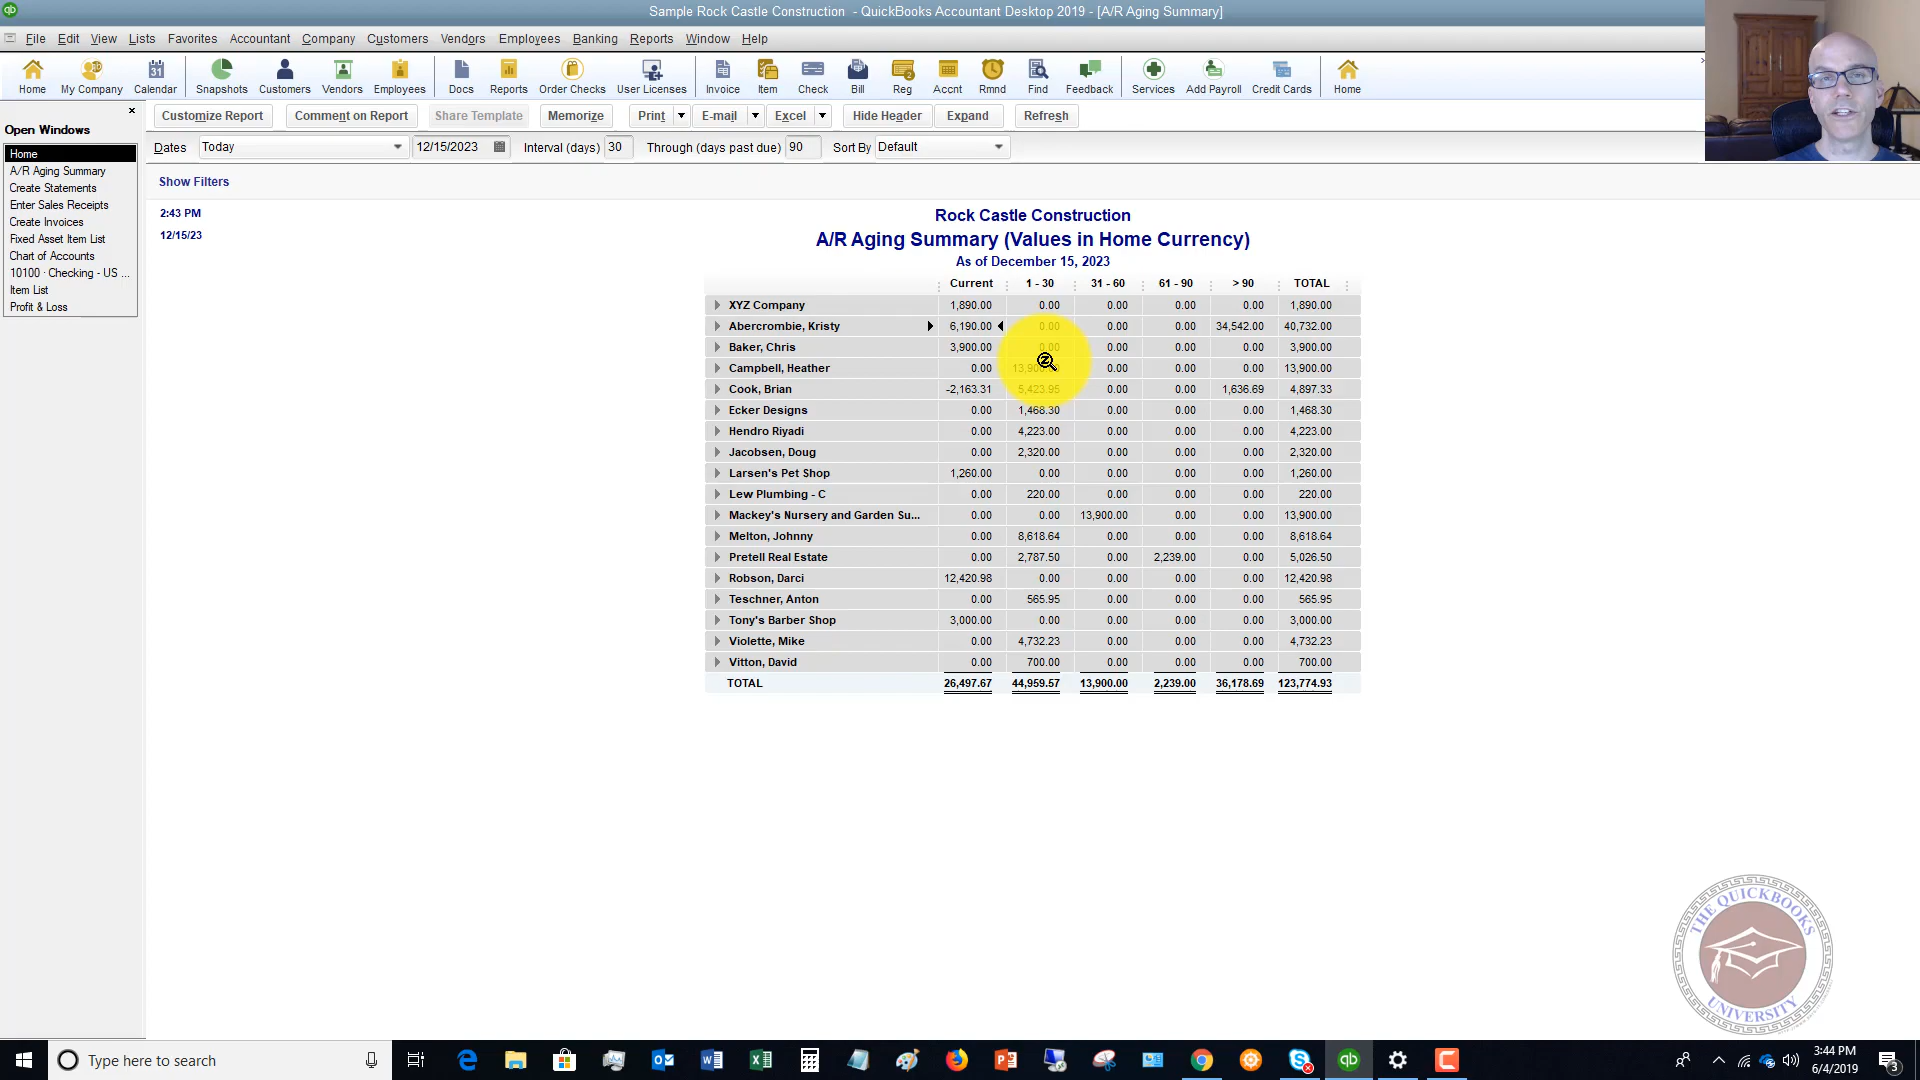 Sample Rock Castle Construction - QuickBooks Accountant Desktop 2019 - [A/R Aging Summary]
File Edit View Lists Favorites Accountant Company Customers Vendors Employees Banking Reports Window Help
Home My Company Calendar Snapshots Customers Vendors Employees Docs Reports Order Checks User Licenses Invoice Item Check Bill Reg Accnt Rmnd Find Feedback Services Add Payroll Credit Cards Home
Customize Report Comment on Report Share Template Memorize Print E-mail Excel Hide Header Expand Refresh
Open Windows
Home
A/R Aging Summary
Create Statements
Enter Sales Receipts
Create Invoices
Fixed Asset Item List
Chart of Accounts
10100 · Checking - US ...
Item List
Profit & Loss
Dates Today 12/15/2023 Interval (days) 30 Through (days past due) 90 Sort By Default
Show Filters
2:43 PM
12/15/23
Rock Castle Construction
A/R Aging Summary (Values in Home Currency)
As of December 15, 2023
Current 1 - 30 31 - 60 61 - 90 > 90 TOTAL
XYZ Company 1,890.00 0.00 0.00 0.00 0.00 1,890.00
Abercrombie, Kristy 6,190.00 0.00 0.00 0.00 34,542.00 40,732.00
Baker, Chris 3,900.00 0.00 0.00 0.00 0.00 3,900.00
Campbell, Heather 0.00 0.00 0.00 0.00 13,900.00
Cook, Brian -2,163.31 5,423.95 0.00 0.00 1,636.69 4,897.33
Ecker Designs 0.00 1,468.30 0.00 0.00 0.00 1,468.30
Hendro Riyadi 0.00 4,223.00 0.00 0.00 0.00 4,223.00
Jacobsen, Doug 0.00 2,320.00 0.00 0.00 0.00 2,320.00
Larsen's Pet Shop 1,260.00 0.00 0.00 0.00 0.00 1,260.00
Lew Plumbing - C 0.00 220.00 0.00 0.00 0.00 220.00
Mackey's Nursery and Garden Su... 0.00 0.00 13,900.00 0.00 0.00 13,900.00
Melton, Johnny 0.00 8,618.64 0.00 0.00 0.00 8,618.64
Pretell Real Estate 0.00 2,787.50 0.00 2,239.00 0.00 5,026.50
Robson, Darci 12,420.98 0.00 0.00 0.00 0.00 12,420.98
Teschner, Anton 0.00 565.95 0.00 0.00 0.00 565.95
Tony's Barber Shop 3,000.00 0.00 0.00 0.00 0.00 3,000.00
Violette, Mike 0.00 4,732.23 0.00 0.00 0.00 4,732.23
Vitton, David 0.00 700.00 0.00 0.00 0.00 700.00
TOTAL 26,497.67 44,959.57 13,900.00 2,239.00 36,178.69 123,774.93
THE QUICKBOOKS
UNIVERSITY
Type here to search
3:44 PM
6/4/2019
3